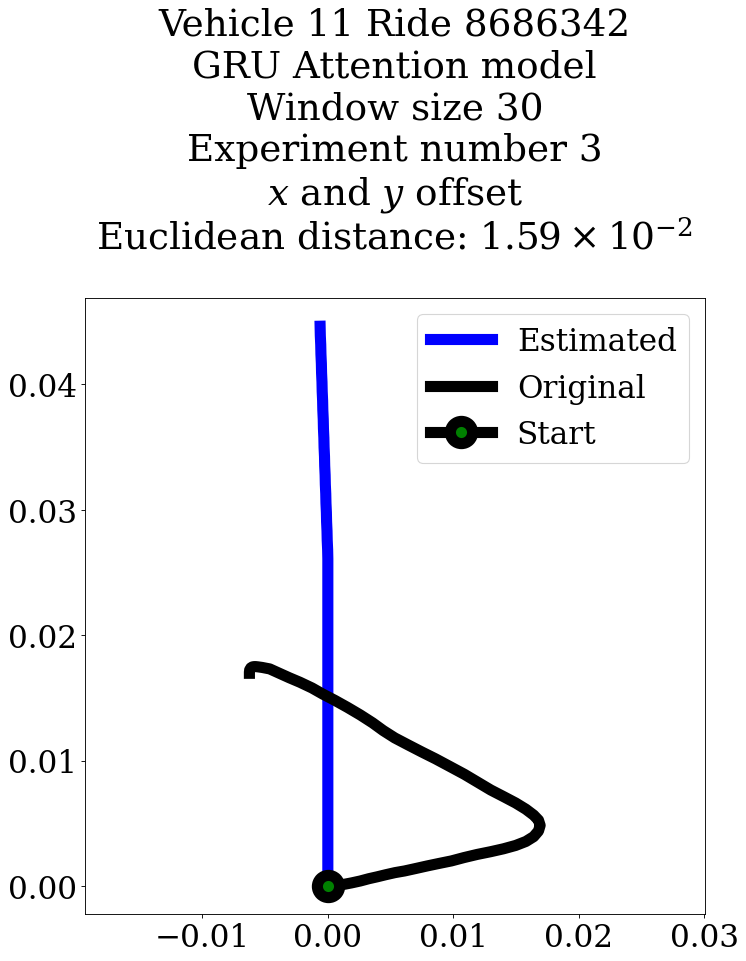 Vehicle 11 Ride 8686342
GRU Attention model
Window size 30
Experiment number 3
x and y offset
Euclidean distance: 1.59 × 10⁻²
Estimated
Original
Start
0.04
0.03
0.02
0.01
0.00
−0.01 0.00 0.01 0.02 0.03